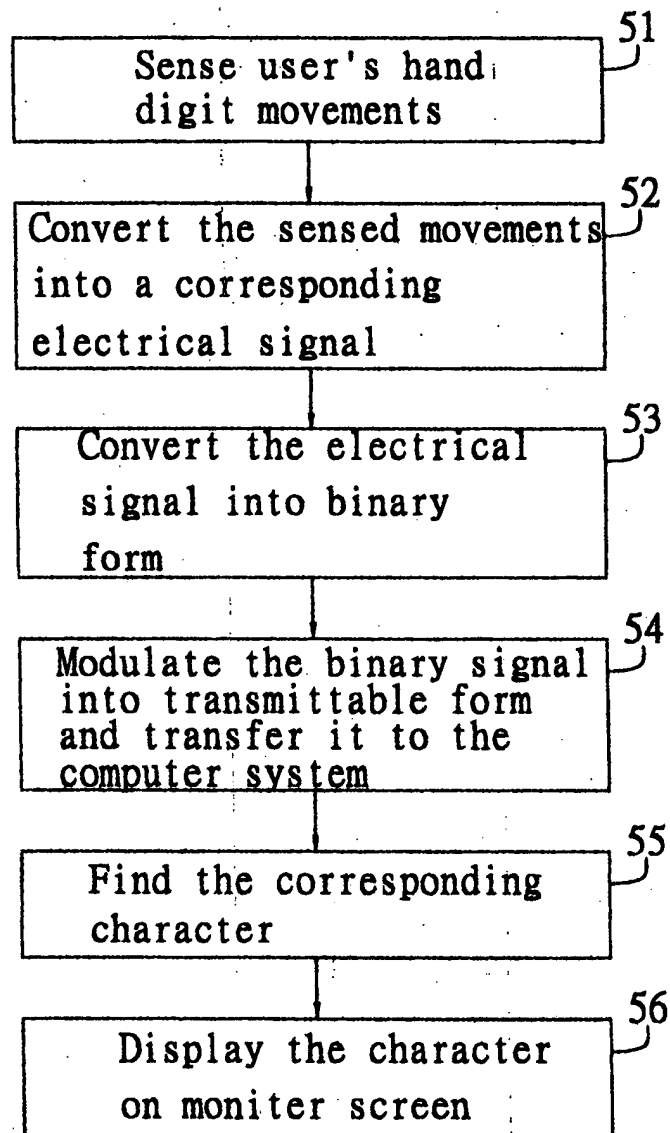 51
Sense user's hand
digit movements
52
Convert the sensed movements
into a corresponding
electrical signal
53
Convert the electrical
signal into binary
form
54
Modulate the binary signal
into transmittable form
and transfer it to the
computer system
55
Find the corresponding
character
56
Display the character
on moniter screen